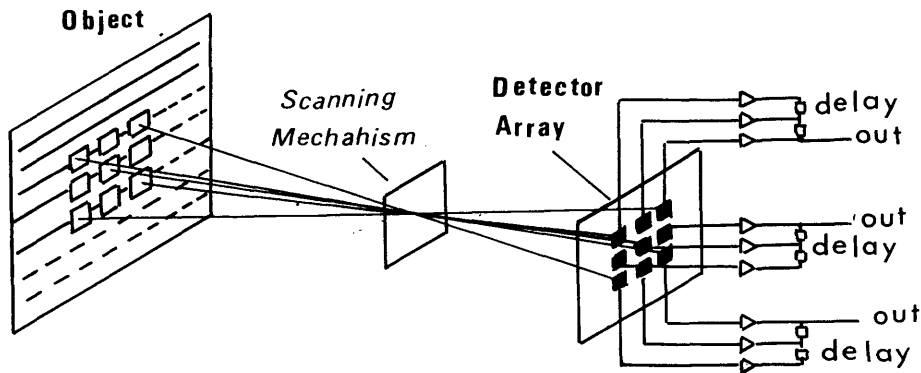 Object
Scanning
Mechahism
Detector
Array
delay
out
out
delay
out
delay